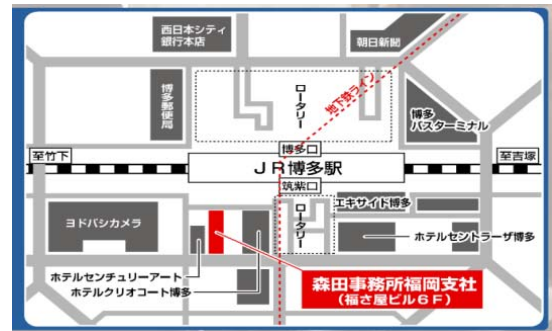 西日本シティ
銀行本店
朝日新聞
博多郵便局
ロータリー
地下鉄ライン
博多
バスターミナル
博多口
至竹下
JR博多駅
至吉塚
筑紫口
ロータリー
エキサイド博多
ヨドバシカメラ
ホテルセントラーザ博多
ホテルセンチュリーアート
ホテルクリオコート博多
森田事務所福岡支社
(福さ屋ビル6F)